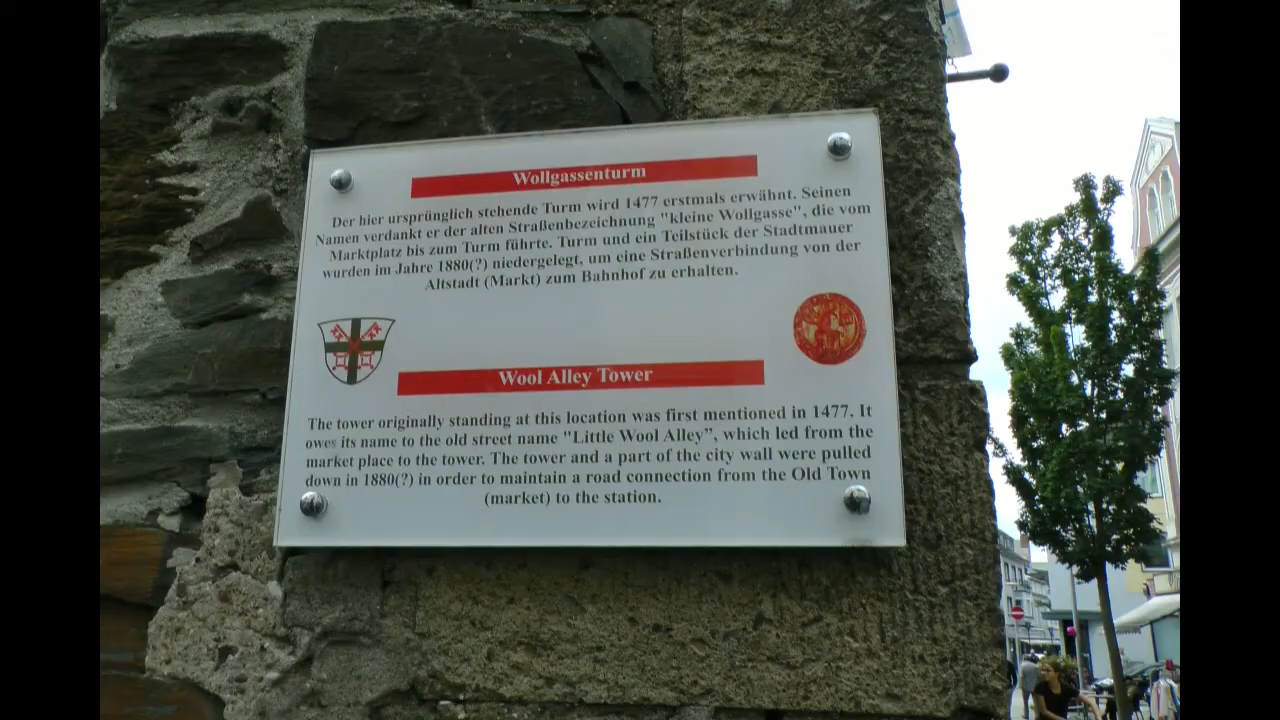 Wollgassenturm
Der hier ursprünglich stehende Turm wird 1477 erstmals erwähnt. Seinen
Namen verdankt er der alten Straßenbezeichnung "kleine Wollgasse", die vom
Marktplatz bis zum Turm führte. Turm und ein Teilstück der Stadtmauer
wurden im Jahre 1880(?) niedergelegt, um eine Straßenverbindung von der
Altstadt (Markt) zum Bahnhof zu erhalten.
Wool Alley Tower
The tower originally standing at this location was first mentioned in 1477. It
owes its name to the old street name "Little Wool Alley”, which led from the
market place to the tower. The tower and a part of the city wall were pulled
down in 1880(?) in order to maintain a road connection from the Old Town
(market) to the station.